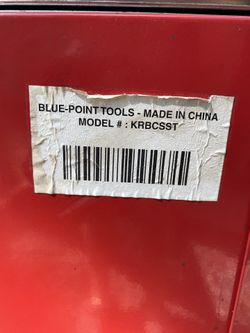 BLUE-POINT TOOLS - MADE IN CHINA
MODEL # : KRBCSST